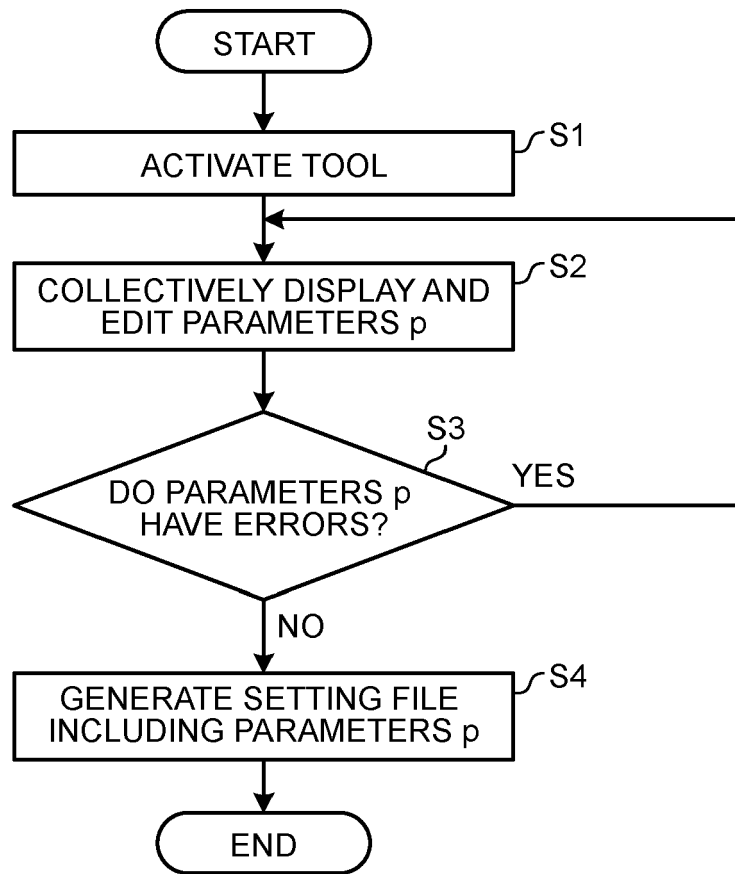 START
S1
ACTIVATE TOOL
S2
COLLECTIVELY DISPLAY AND
EDIT PARAMETERS p
S3
YES
DO PARAMETERS p
HAVE ERRORS?
NO
S4
GENERATE SETTING FILE
INCLUDING PARAMETERS p
END